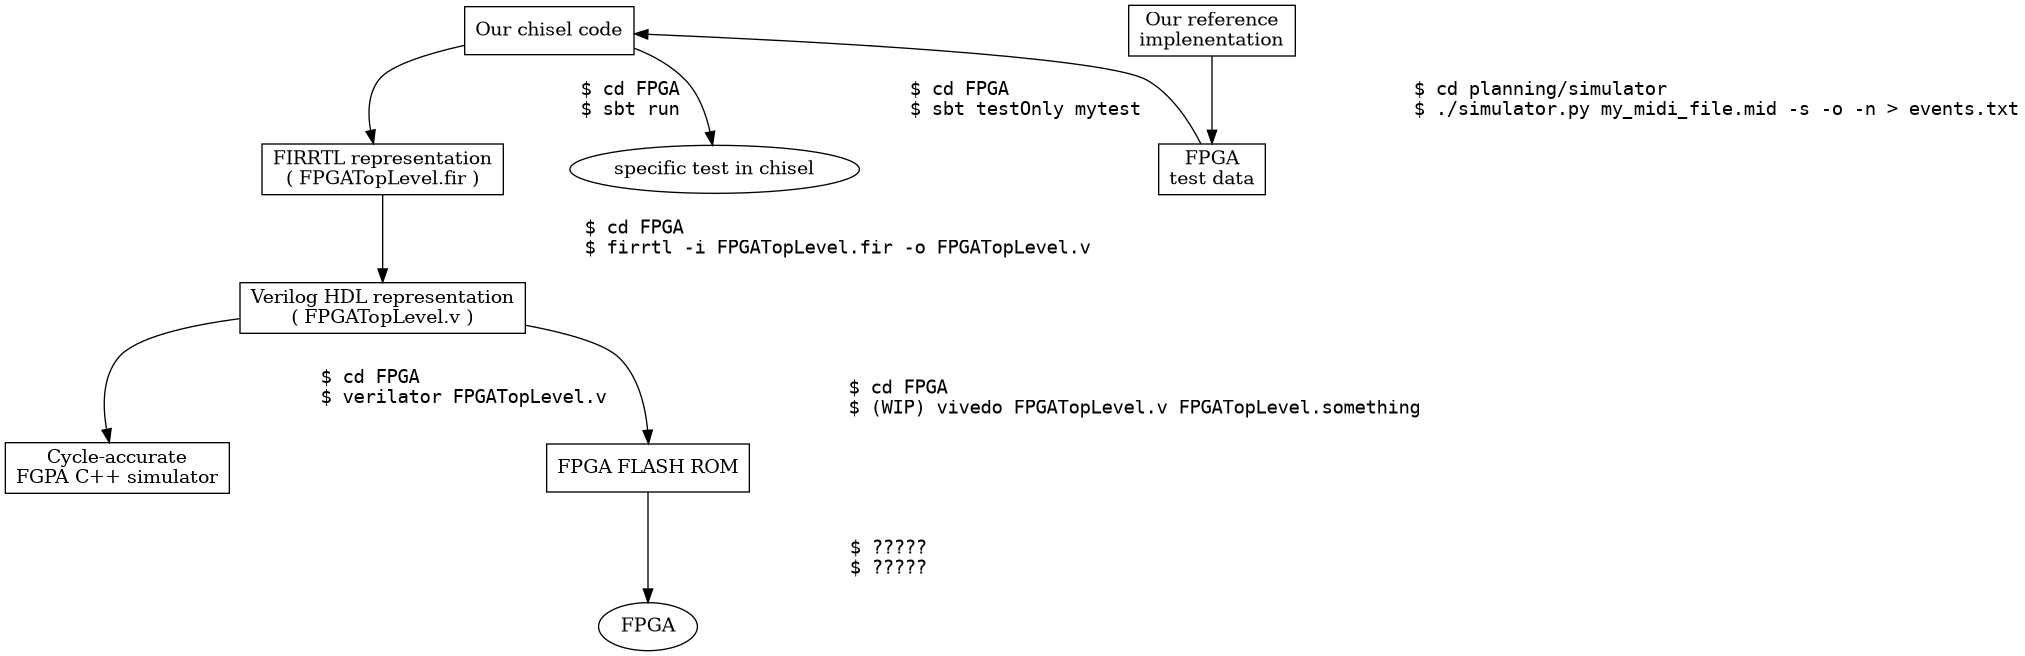 Our chisel code
Our reference
implenentation
$ cd FPGA
$ sbt run
$ cd FPGA
$ sbt testOnly mytest
$ cd planning/simulator
$ ./simulator.py my_midi_file.mid -s -o -n > events.txt
FIRRTL representation
( FPGATopLevel.fir )
specific test in chisel
FPGA
test data
$ cd FPGA
$ firrtl -i FPGATopLevel.fir -o FPGATopLevel.v
Verilog HDL representation
( FPGATopLevel.v )
$ cd FPGA
$ verilator FPGATopLevel.v
$ cd FPGA
$ (WIP) vivedo FPGATopLevel.v FPGATopLevel.something
Cycle-accurate
FGPA C++ simulator
FPGA FLASH ROM
$ ?????
$ ?????
FPGA